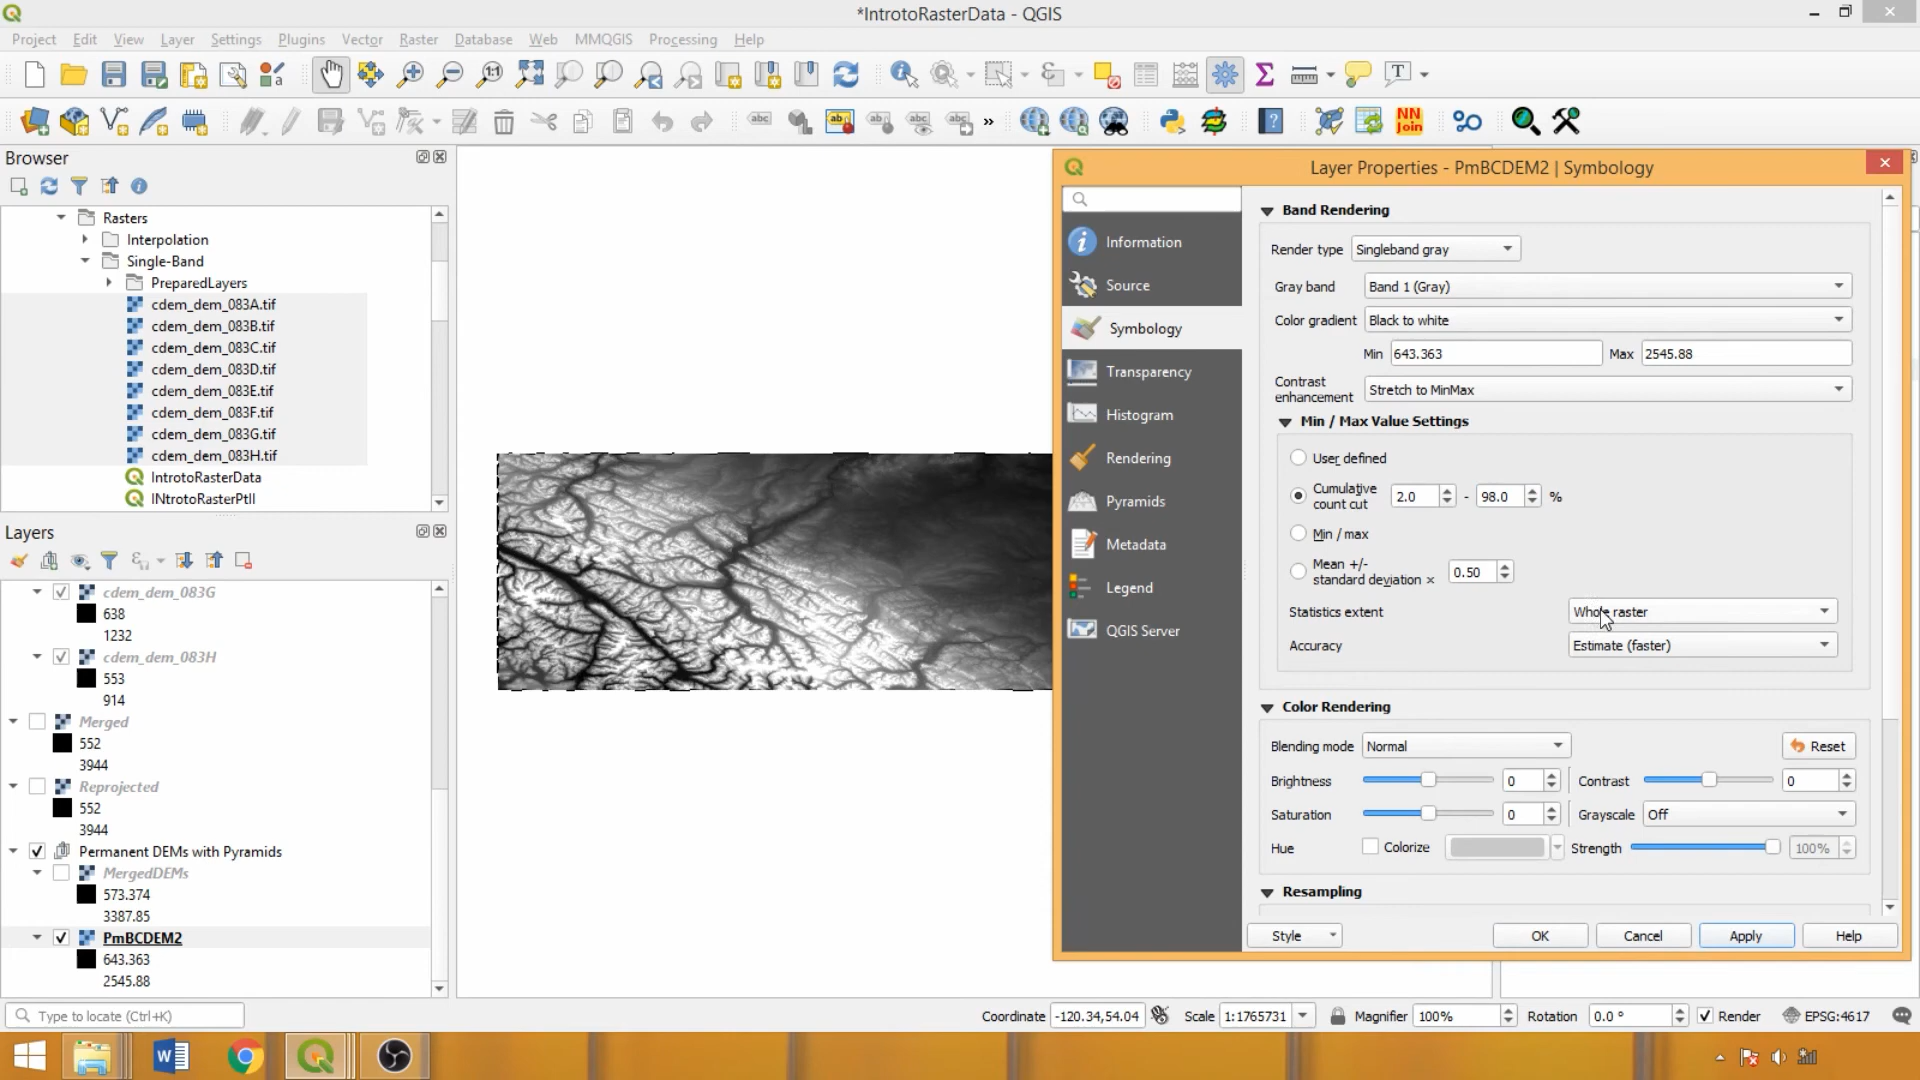 *IntrotoRasterData - QGIS
Project Edit View Layer Settings Plugins Vector Raster Database Web MMQGIS Processing Help
1:1
T
abc ab ab abc abc » NN Join
Browser
Rasters
Interpolation
Single-Band
PreparedLayers
cdem_dem_083A.tif
cdem_dem_083B.tif
cdem_dem_083C.tif
cdem_dem_083D.tif
cdem_dem_083E.tif
cdem_dem_083F.tif
cdem_dem_083G.tif
cdem_dem_083H.tif
IntrotoRasterData
INtrotoRasterPtII
Layers
cdem_dem_083G
638
1232
cdem_dem_083H
553
914
Merged
552
3944
Reprojected
552
3944
Permanent DEMs with Pyramids
MergedDEMs
573.374
3387.85
PmBCDEM2
643.363
2545.88
Layer Properties - PmBCDEM2 | Symbology
Information
Source
Symbology
Transparency
Histogram
Rendering
Pyramids
Metadata
Legend
QGIS Server
Band Rendering
Render type Singleband gray
Gray band Band 1 (Gray)
Color gradient Black to white
Min 643.363 Max 2545.88
Contrast enhancement Stretch to MinMax
Min / Max Value Settings
User defined
Cumulative count cut 2.0 - 98.0 %
Min / max
Mean +/- standard deviation × 0.50
Statistics extent Whole raster
Accuracy Estimate (faster)
Color Rendering
Blending mode Normal Reset
Brightness 0 Contrast 0
Saturation 0 Grayscale Off
Hue Colorize Strength 100%
Resampling
Style OK Cancel Apply Help
Type to locate (Ctrl+K) Coordinate -120.34,54.04 Scale 1:1765731 Magnifier 100% Rotation 0.0 ° Render EPSG:4617